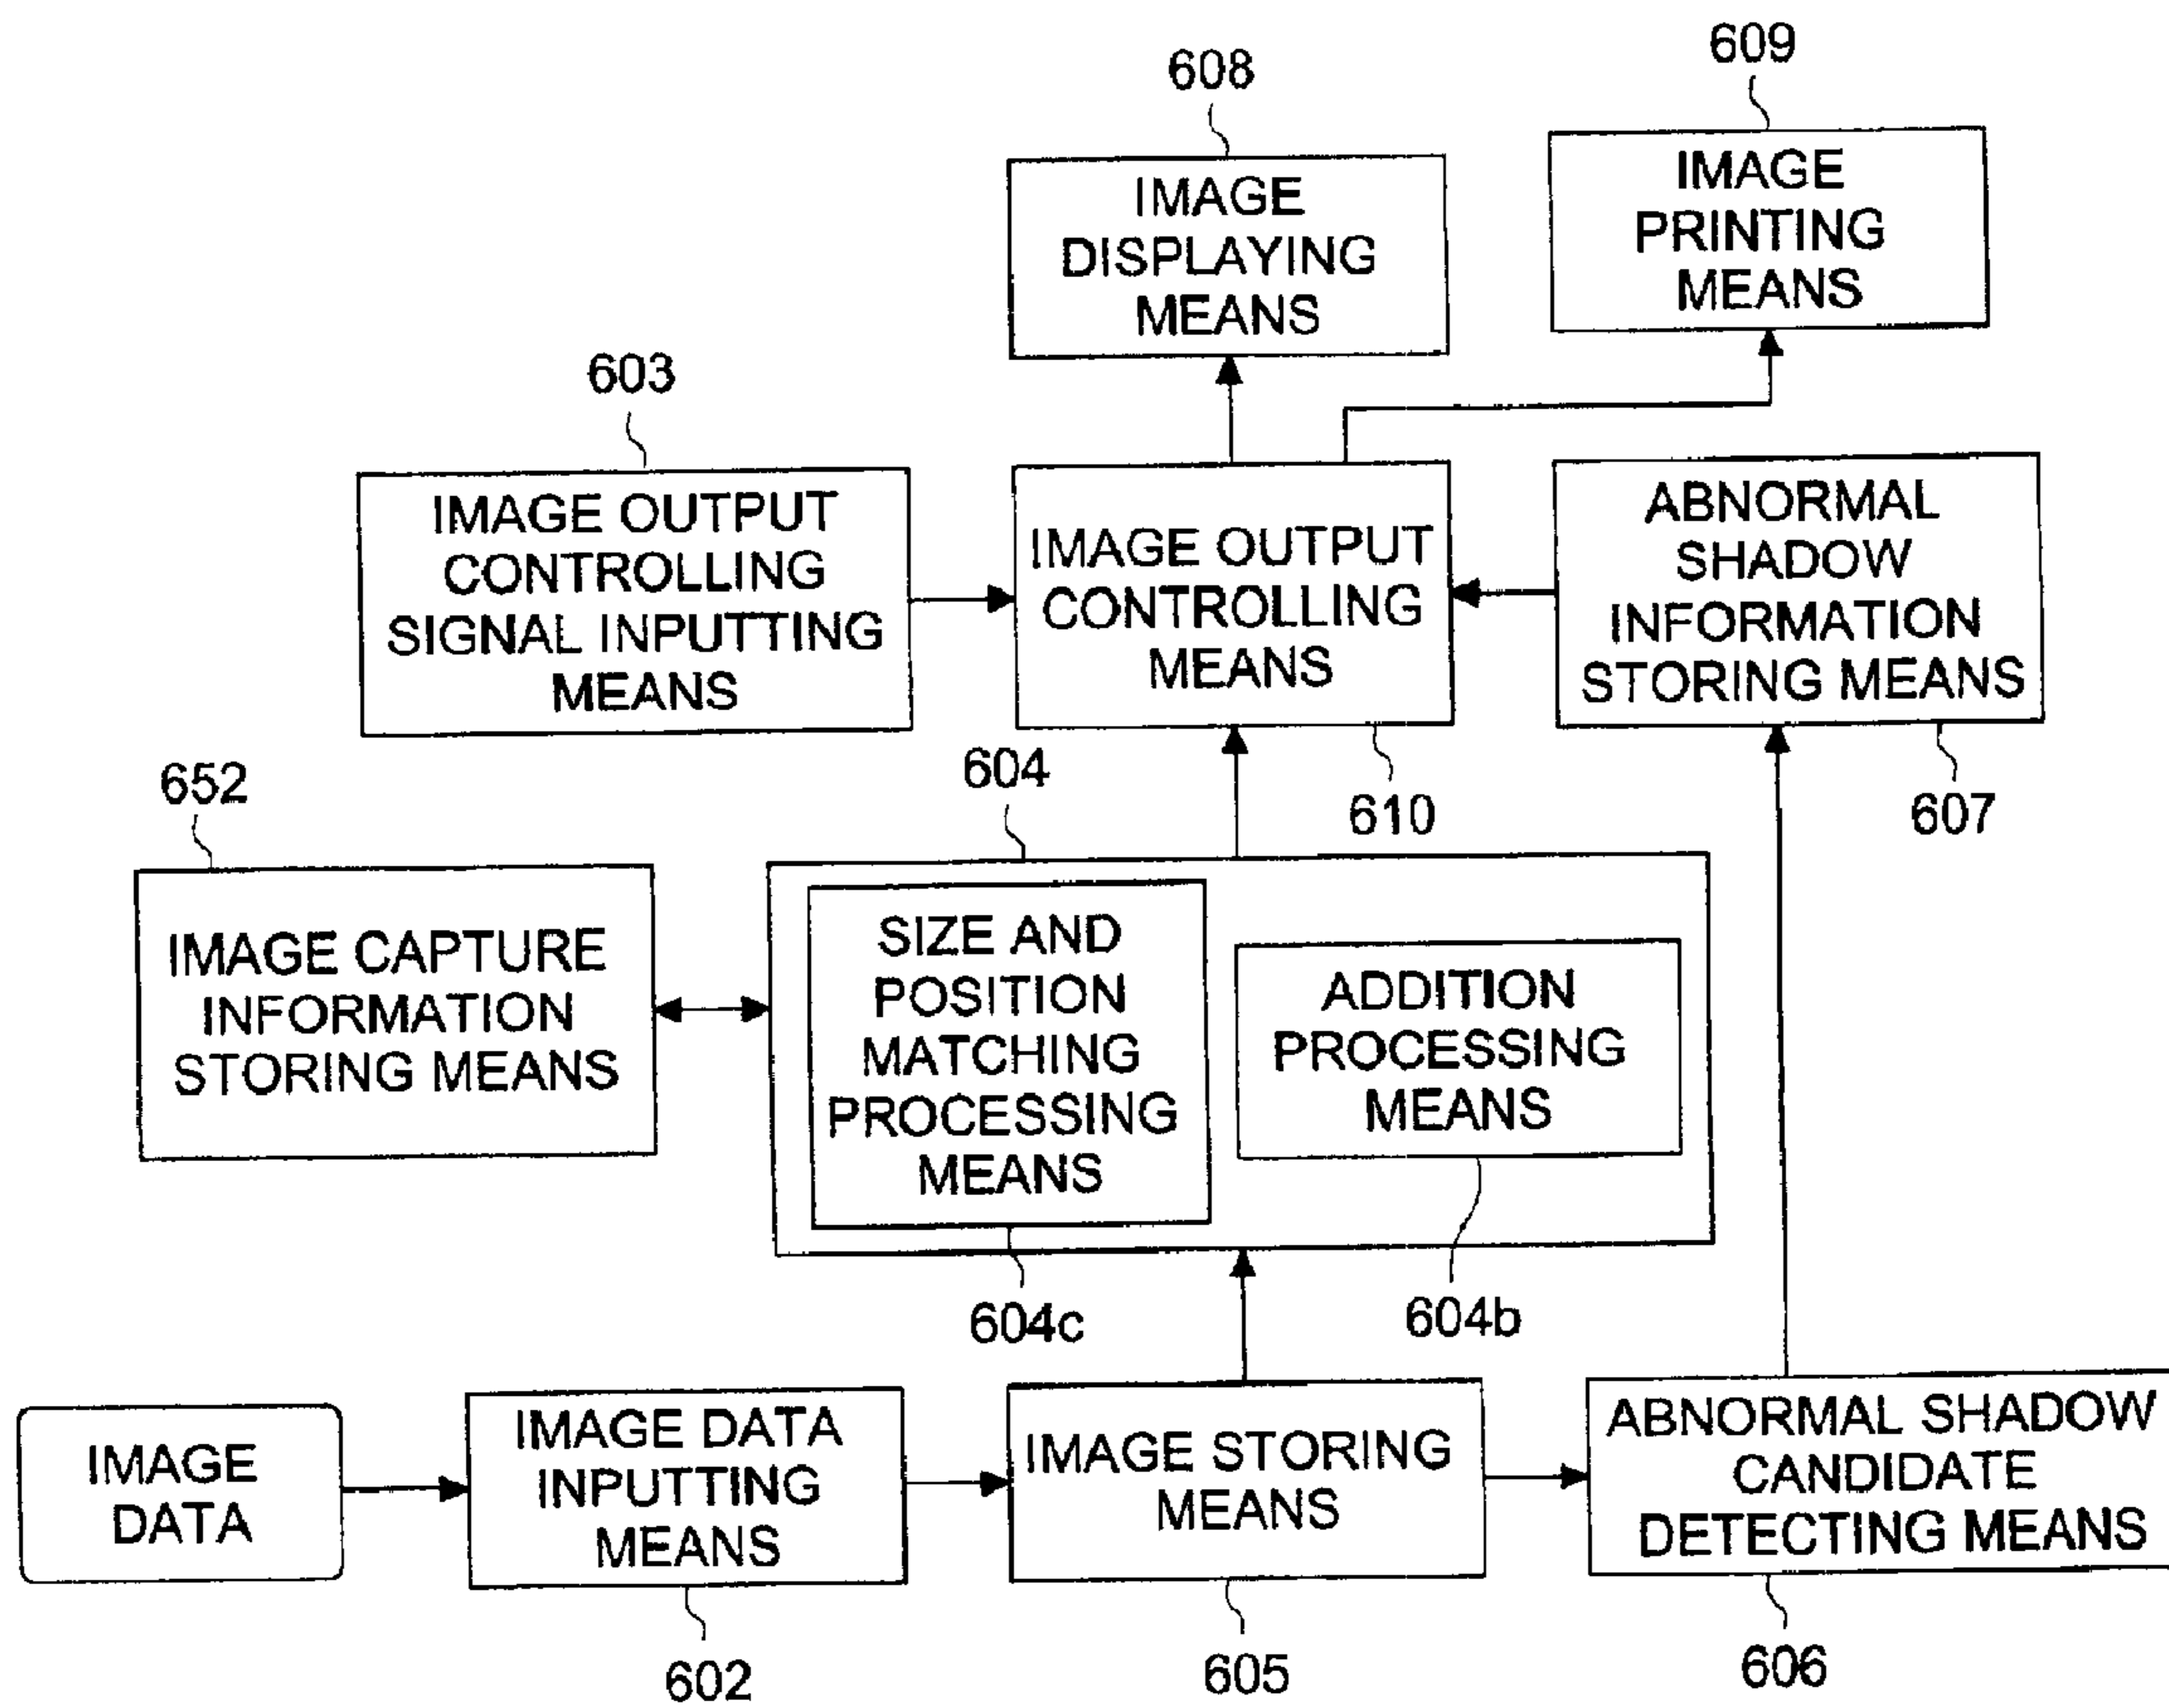 609
608
IMAGE
PRINTING
MEANS
IMAGE
DISPLAYING
MEANS
603
IMAGE OUTPUT
CONTROLLING
SIGNAL INPUTTING
MEANS
IMAGE OUTPUT
CONTROLLING
MEANS
ABNORMAL
SHADOW
INFORMATION
STORING MEANS
652
604
610
607
IMAGE CAPTURE
INFORMATION
STORING MEANS
SIZE AND
POSITION
MATCHING
PROCESSING
MEANS
ADDITION
PROCESSING
MEANS
604c
604b
IMAGE
DATA
IMAGE DATA
INPUTTING
MEANS
IMAGE STORING
MEANS
ABNORMAL SHADOW
CANDIDATE
DETECTING MEANS
602
605
606